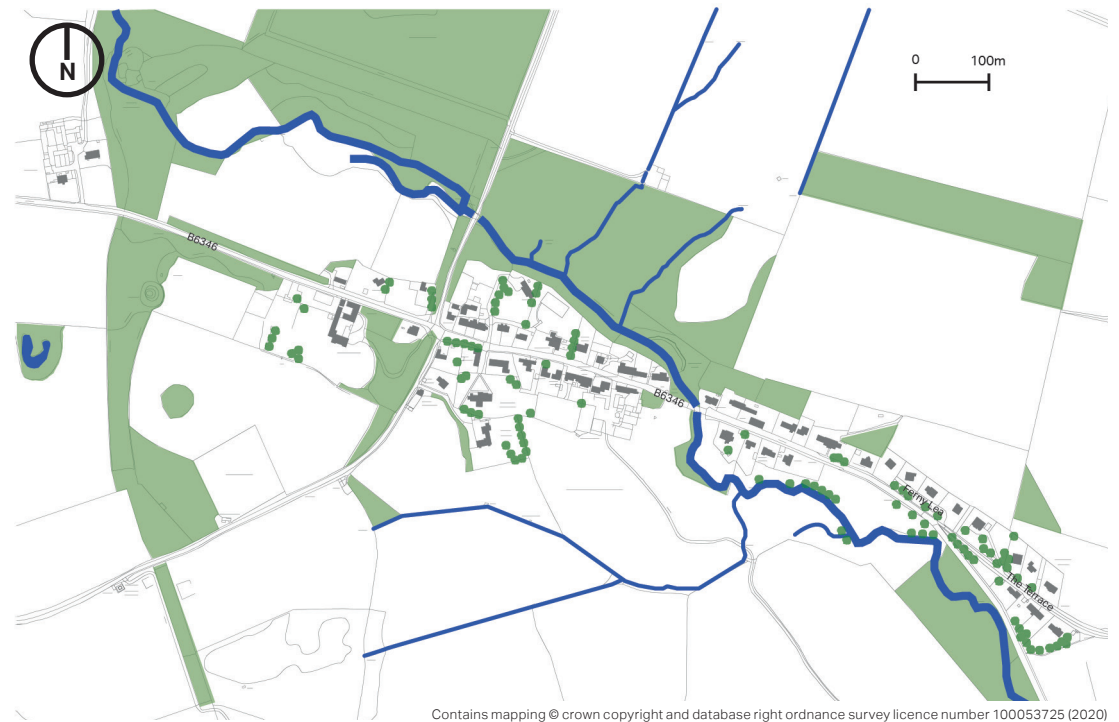 N
0 100m
B6346
B6346
Ferny Lea
The Terrace
Contains mapping © crown copyright and database right ordnance survey licence number 100053725 (2020)